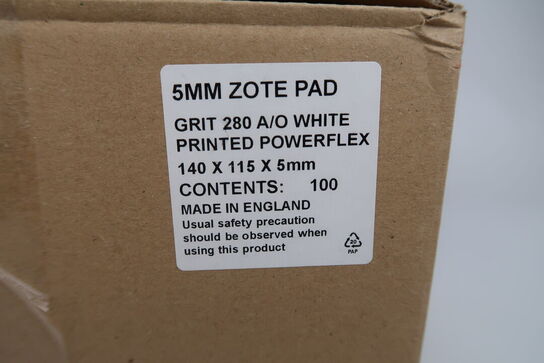 5MM ZOTE PAD
GRIT 280 A/O WHITE
PRINTED POWERFLEX
140 X 115 X 5mm
CONTENTS: 100
MADE IN ENGLAND
Usual safety precaution
should be observed when
using this product
20
PAP